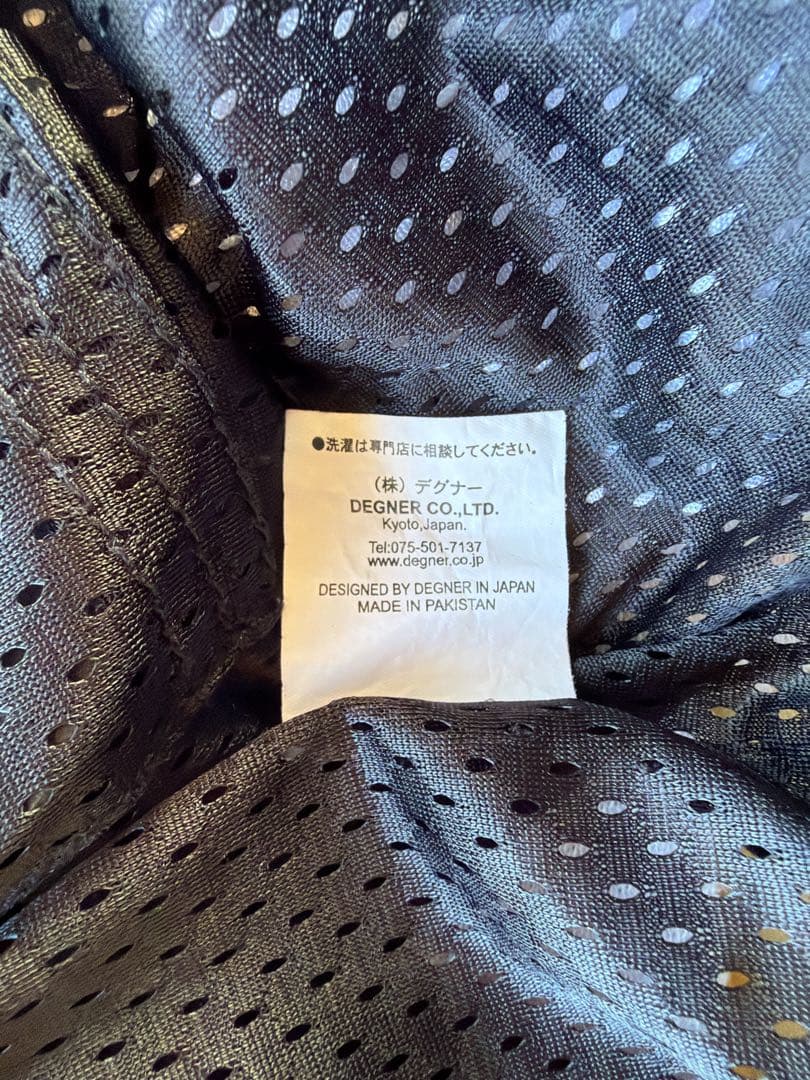 ●洗濯は専門店に相談してください。
（株）デグナー
DEGNER CO.,LTD.
Kyoto,Japan.
Tel:075-501-7137
www.degner.co.jp
DESIGNED BY DEGNER IN JAPAN
MADE IN PAKISTAN